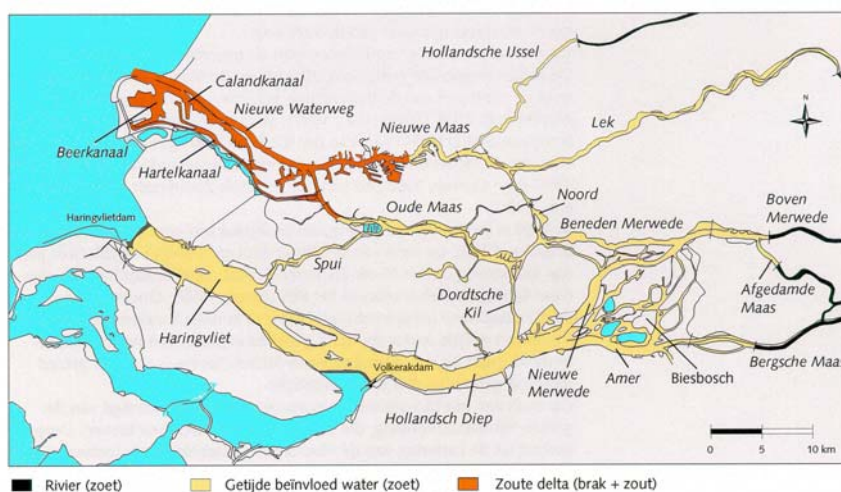 Hollandsche IJssel
Calandkanaal
Nieuwe Waterweg
Nieuwe Maas
Lek
N
Beerkanaal
Hartelkanaal
Noord
Boven
Merwede
Oude Maas
Beneden Merwede
Haringvlietdam
Spui
Dordtsche
Kil
Afgedamde
Maas
Haringvliet
Volkerakdam
Nieuwe
Merwede
Amer
Biesbosch
Bergsche Maas
Hollandsch Diep
0 5 10 km
Rivier (zoet) Getijde beïnvloed water (zoet) Zoute delta (brak + zout)